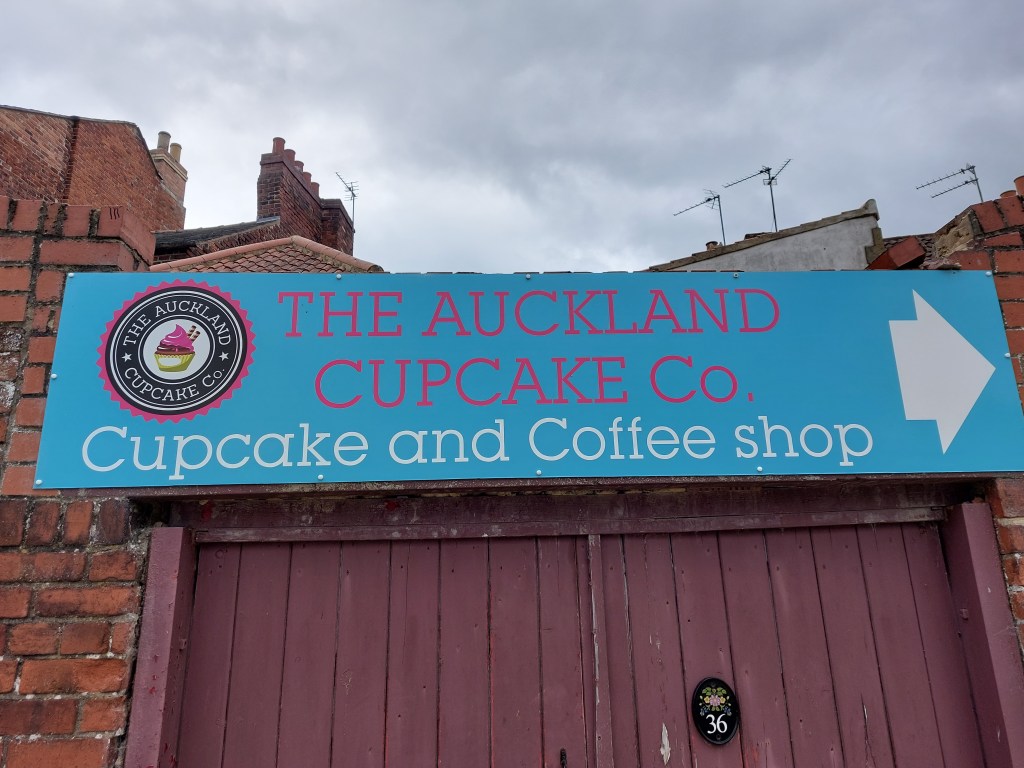 THE AUCKLAND
CUPCAKE Co.
THE AUCKLAND
CUPCAKE Co.
Cupcake and Coffee shop
36